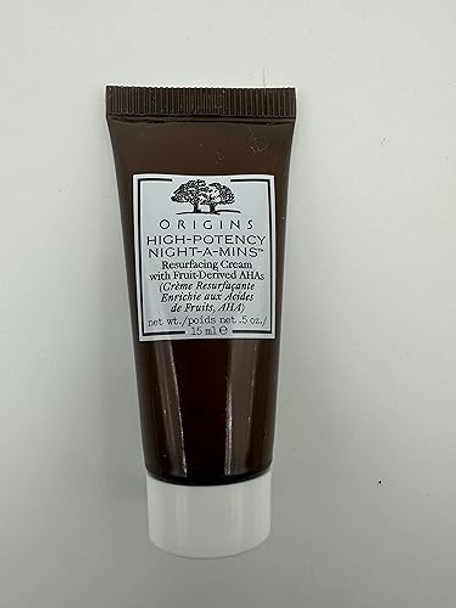 ORIGINS
HIGH-POTENCY
NIGHT-A-MINS™
Resurfacing Cream
with Fruit-Derived AHAs
(Crème Resurfaçante
Enrichie aux Acides
de Fruits, AHA)
net wt./poids net .5 oz./
15 ml ℮